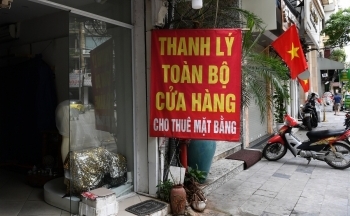 THANH LÝ
TOÀN BỘ
CỬA HÀNG
CHO THUÊ MẶT BẰNG